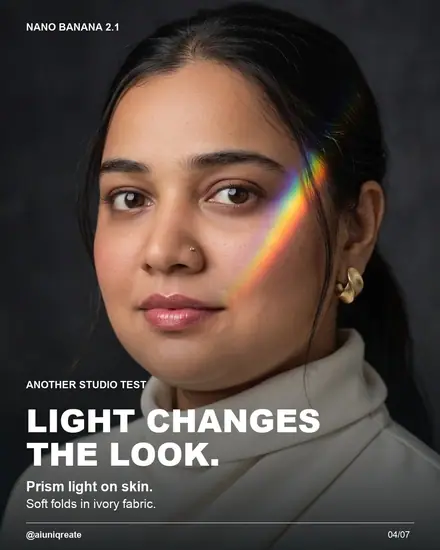 NANO BANANA 2.1
ANOTHER STUDIO TEST
LIGHT CHANGES
THE LOOK.
Prism light on skin.
Soft folds in ivory fabric.
@aiuniqreate
04/07